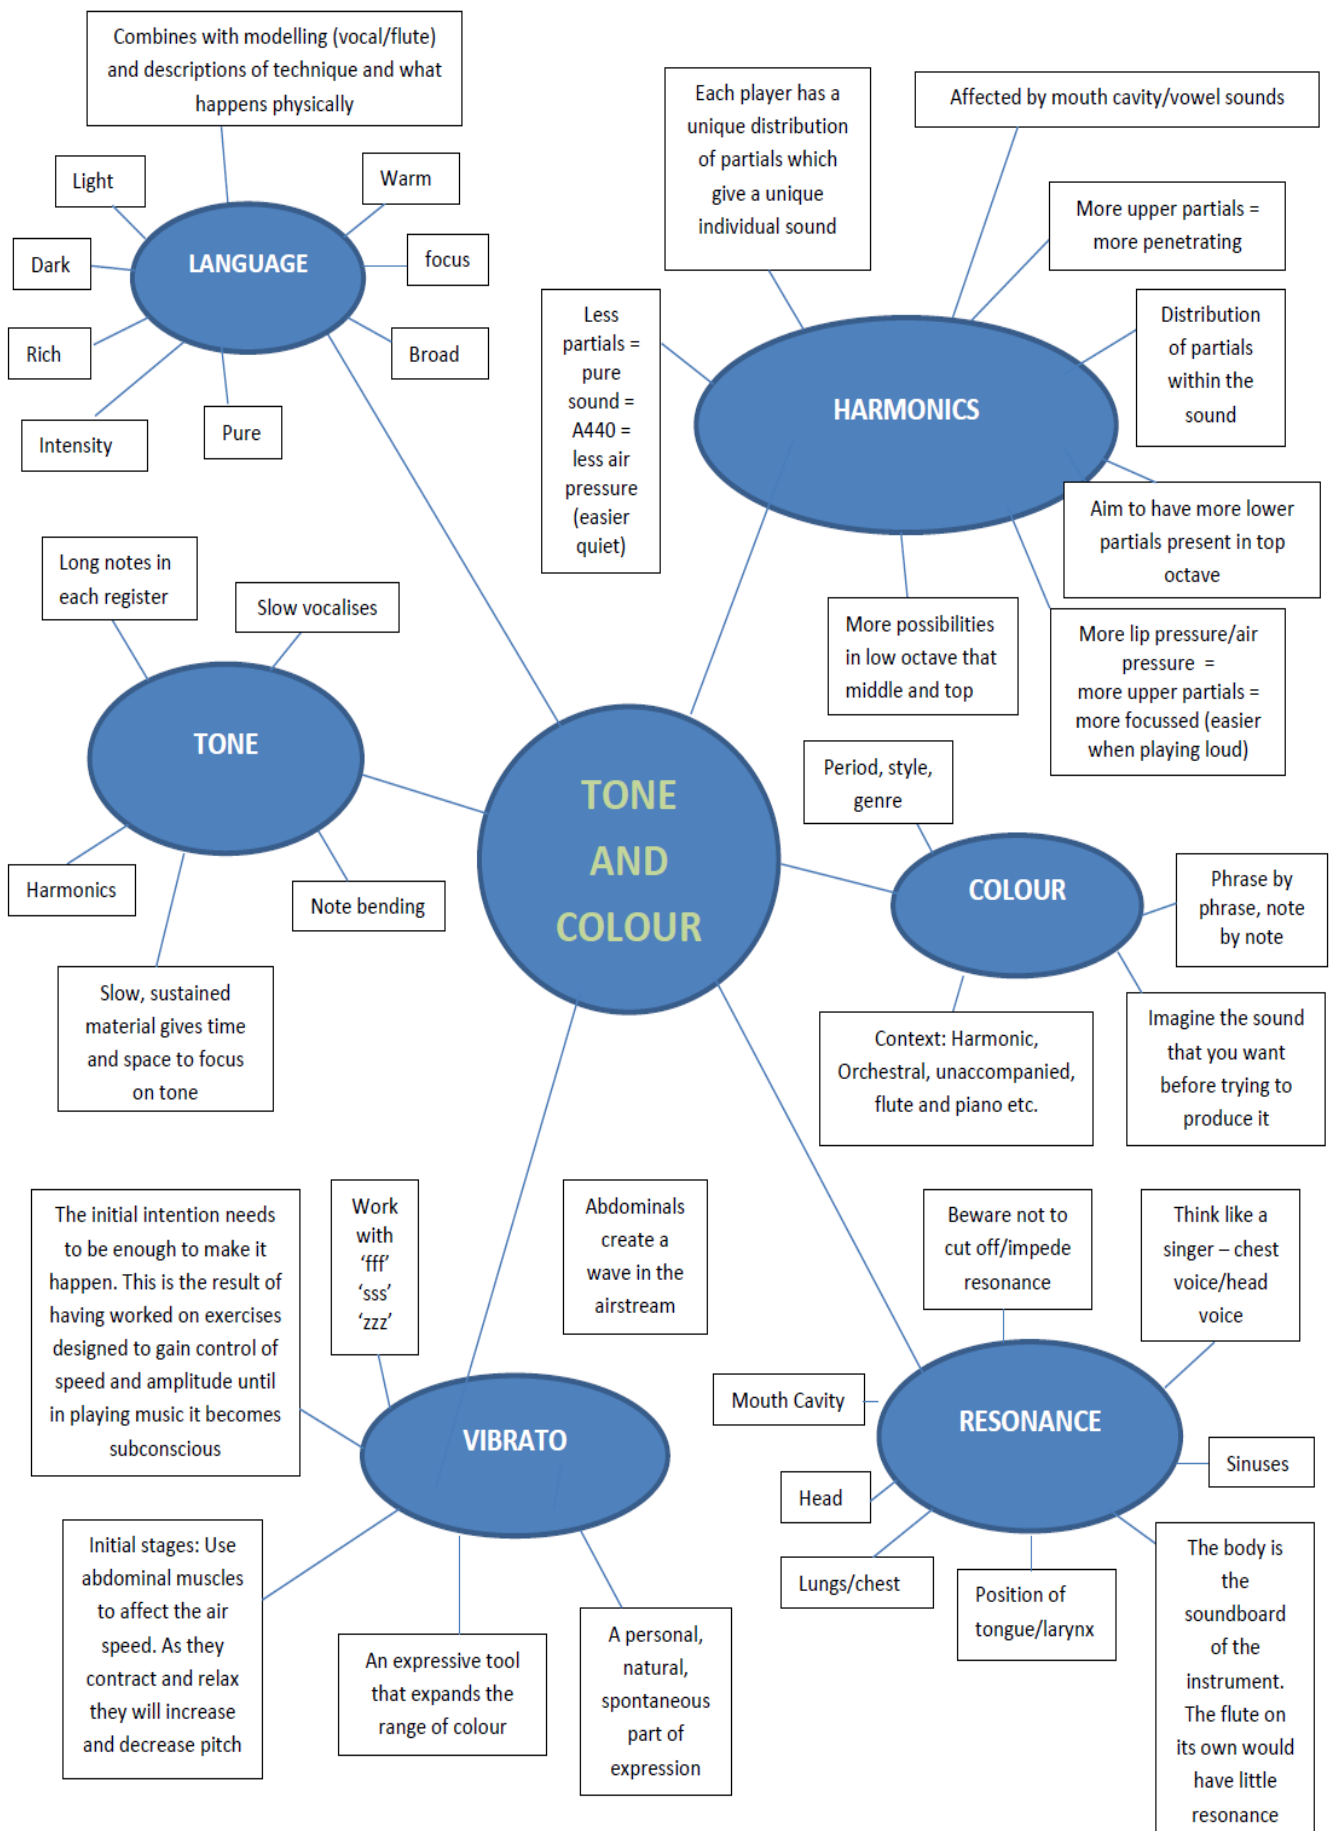 Combines with modelling (vocal/flute)
and descriptions of technique and what
happens physically
Light
Warm
Dark
LANGUAGE
focus
Rich
Broad
Intensity
Pure
Each player has a
unique distribution
of partials which
give a unique
individual sound
Affected by mouth cavity/vowel sounds
More upper partials =
more penetrating
Less
partials =
pure
sound =
A440 =
less air
pressure
(easier
quiet)
HARMONICS
Distribution
of partials
within the
sound
Aim to have more lower
partials present in top
octave
More possibilities
in low octave that
middle and top
More lip pressure/air
pressure =
more upper partials =
more focussed (easier
when playing loud)
Long notes in
each register
Slow vocalises
TONE
Harmonics
Note bending
Slow, sustained
material gives time
and space to focus
on tone
TONE
AND
COLOUR
Period, style,
genre
COLOUR
Phrase by
phrase, note
by note
Context: Harmonic,
Orchestral, unaccompanied,
flute and piano etc.
Imagine the sound
that you want
before trying to
produce it
The initial intention needs
to be enough to make it
happen. This is the result of
having worked on exercises
designed to gain control of
speed and amplitude until
in playing music it becomes
subconscious
Work
with
‘fff’
‘sss’
‘zzz’
Abdominals
create a
wave in the
airstream
VIBRATO
Initial stages: Use
abdominal muscles
to affect the air
speed. As they
contract and relax
they will increase
and decrease pitch
An expressive tool
that expands the
range of colour
A personal,
natural,
spontaneous
part of
expression
Beware not to
cut off/impede
resonance
Think like a
singer – chest
voice/head
voice
Mouth Cavity
RESONANCE
Sinuses
Head
Lungs/chest
Position of
tongue/larynx
The body is
the
soundboard
of the
instrument.
The flute on
its own would
have little
resonance